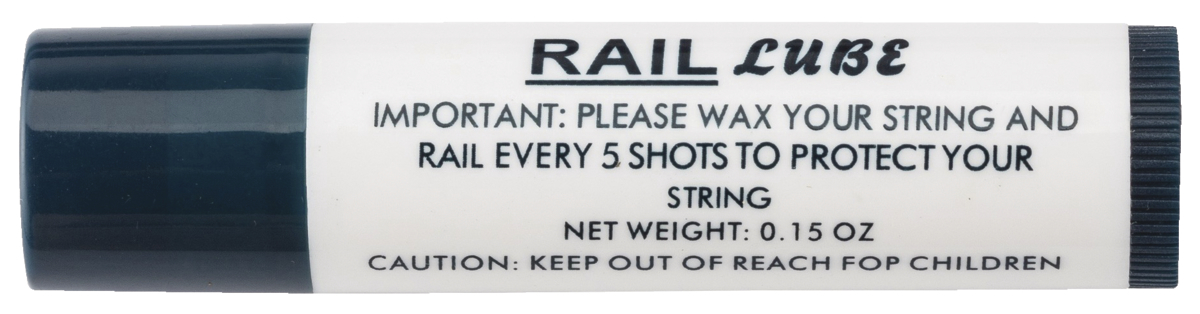 RAIL LUBE
IMPORTANT: PLEASE WAX YOUR STRING AND
RAIL EVERY 5 SHOTS TO PROTECT YOUR
STRING
NET WEIGHT: 0.15 OZ
CAUTION: KEEP OUT OF REACH FOP CHILDREN